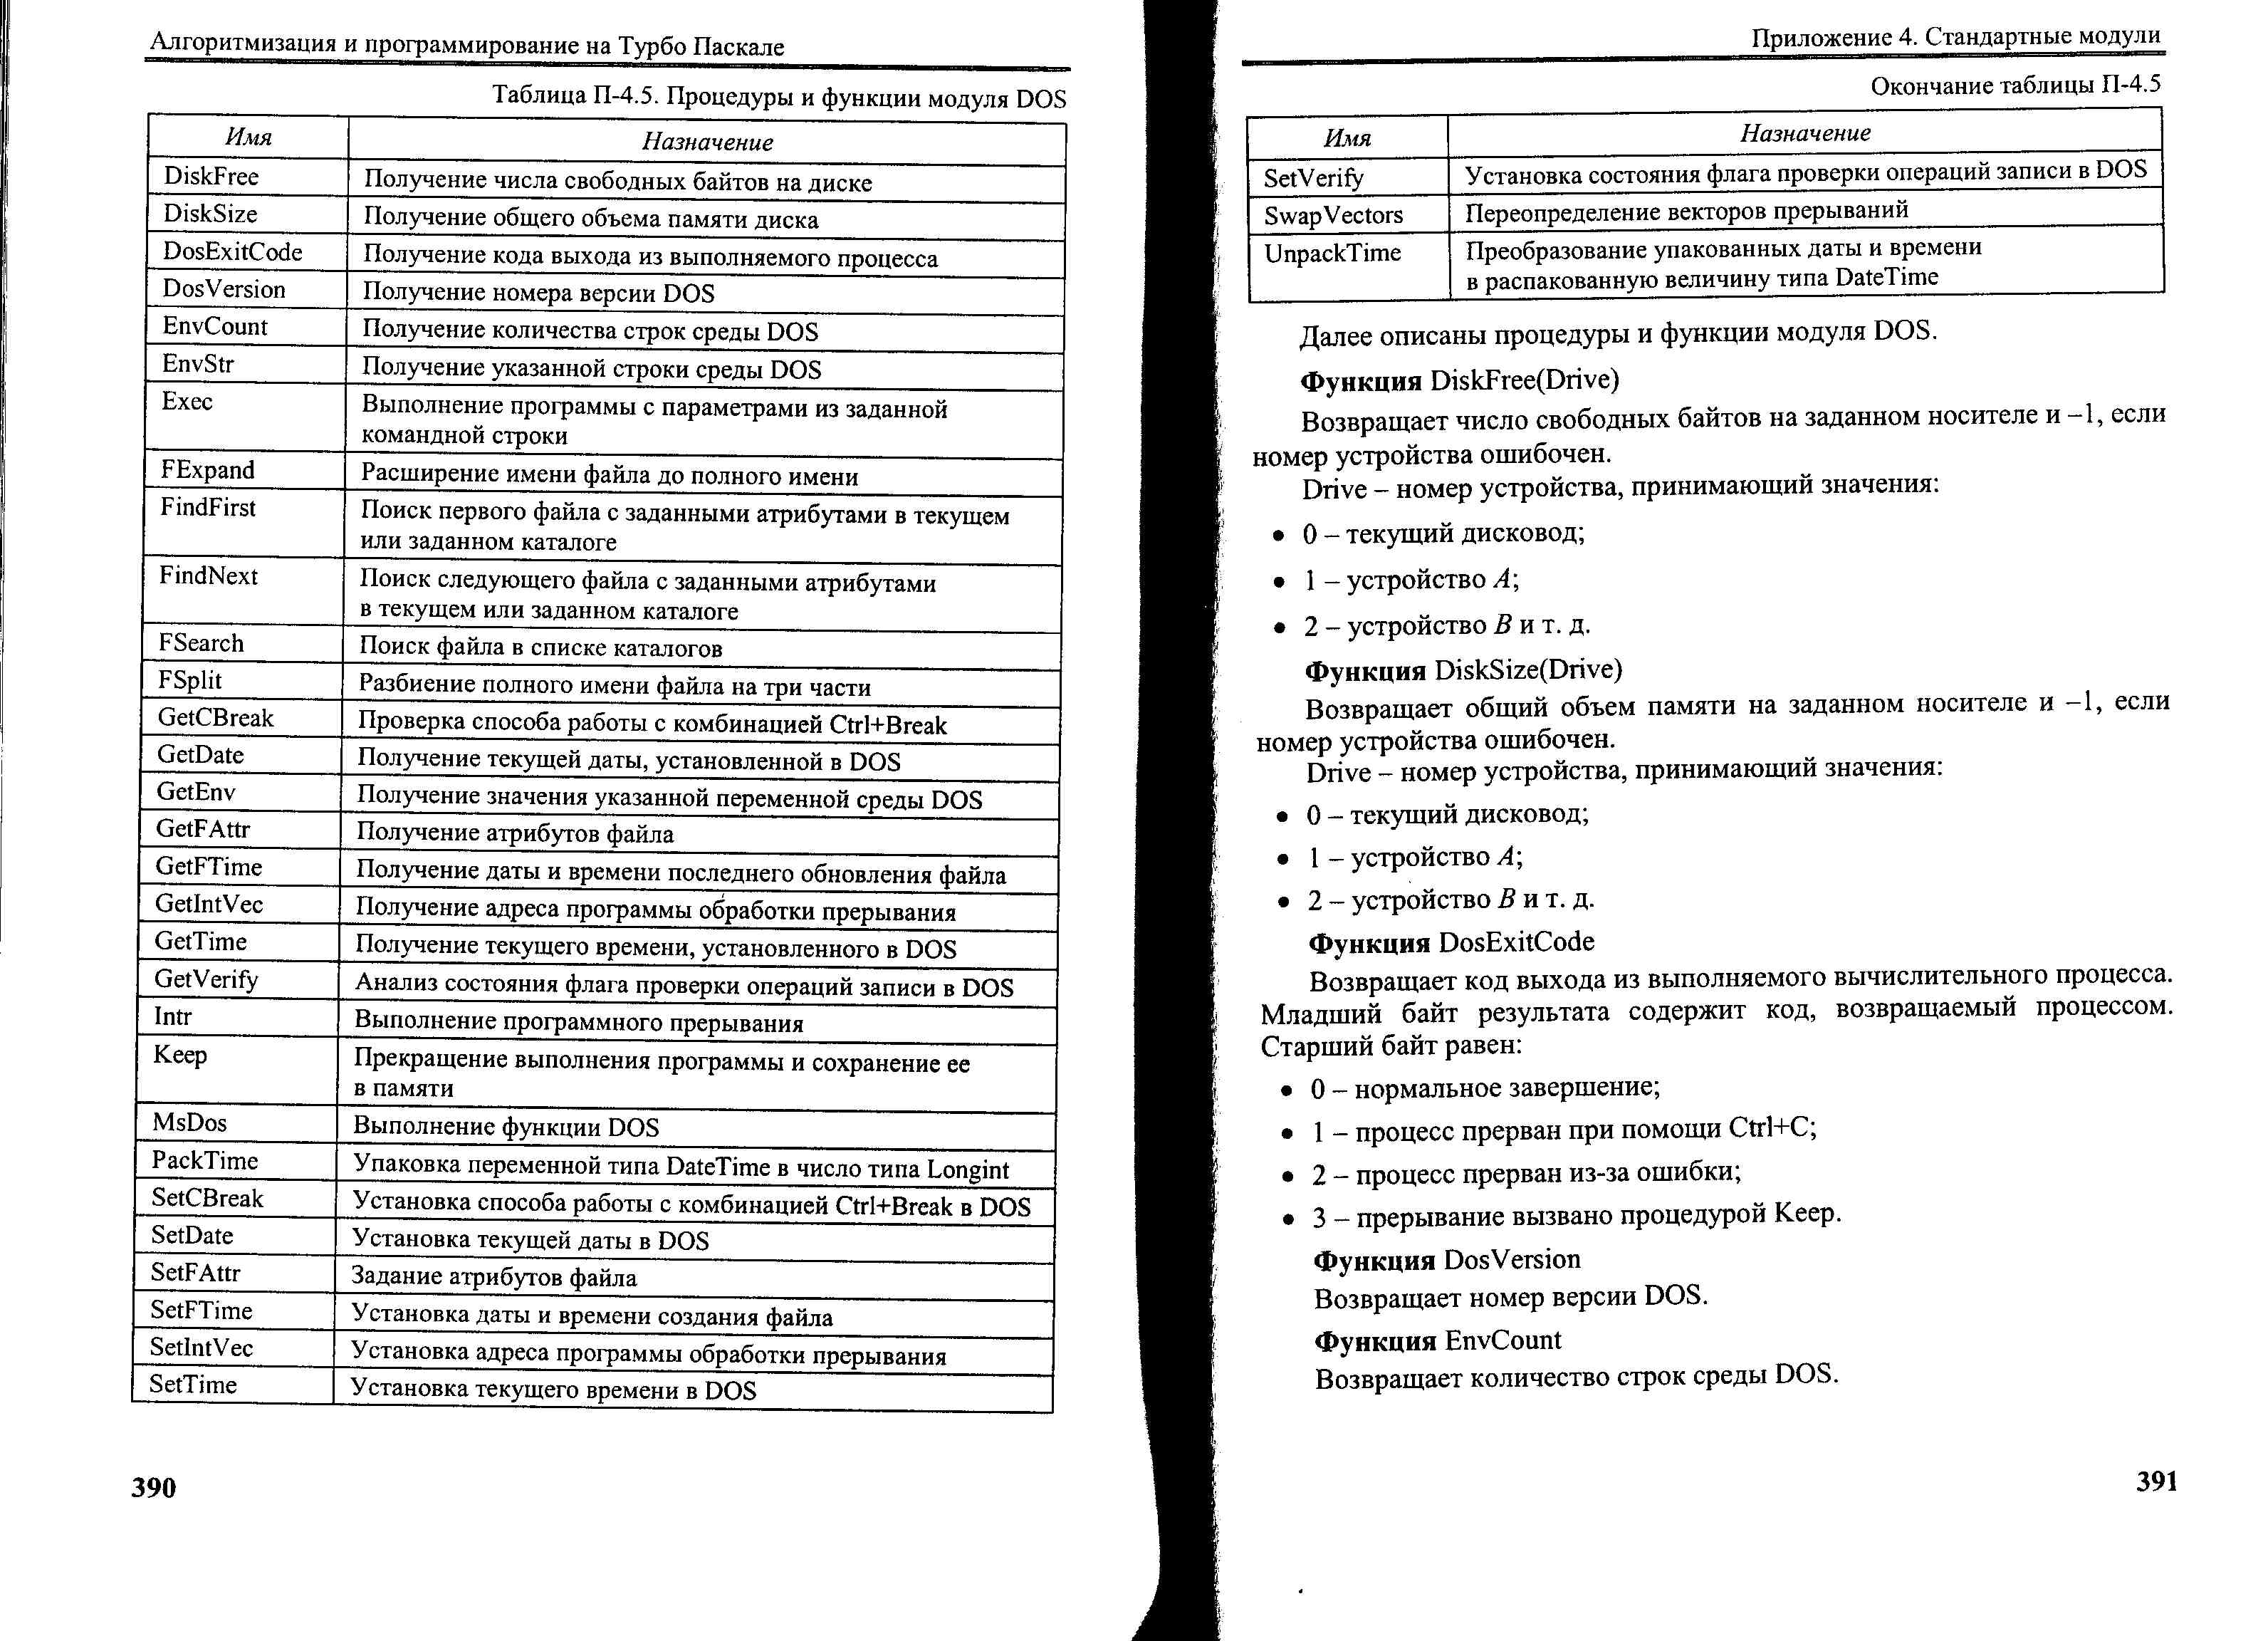 Алгоритмизация и программирование на Турбо Паскале
Таблица П-4.5. Процедуры и функции модуля DOS
Имя Назначение
DiskFree Получение числа свободных байтов на диске
DiskSize Получение общего объема памяти диска
DosExitCode Получение кода выхода из выполняемого процесса
DosVersion Получение номера версии DOS
EnvCount Получение количества строк среды DOS
EnvStr Получение указанной строки среды DOS
Exec Выполнение программы с параметрами из заданной
командной строки
FExpand Расширение имени файла до полного имени
FindFirst Поиск первого файла с заданными атрибутами в текущем
или заданном каталоге
FindNext Поиск следующего файла с заданными атрибутами
в текущем или заданном каталоге
FSearch Поиск файла в списке каталогов
FSplit Разбиение полного имени файла на три части
GetCBreak Проверка способа работы с комбинацией Ctrl+Break
GetDate Получение текущей даты, установленной в DOS
GetEnv Получение значения указанной переменной среды DOS
GetFAttr Получение атрибутов файла
GetFTime Получение даты и времени последнего обновления файла
GetIntVec Получение адреса программы обработки прерывания
GetTime Получение текущего времени, установленного в DOS
GetVerify Анализ состояния флага проверки операций записи в DOS
Intr Выполнение программного прерывания
Keep Прекращение выполнения программы и сохранение ее
в памяти
MsDos Выполнение функции DOS
PackTime Упаковка переменной типа DateTime в число типа Longint
SetCBreak Установка способа работы с комбинацией Ctrl+Break в DOS
SetDate Установка текущей даты в DOS
SetFAttr Задание атрибутов файла
SetFTime Установка даты и времени создания файла
SetIntVec Установка адреса программы обработки прерывания
SetTime Установка текущего времени в DOS
390
Приложение 4. Стандартные модули
Окончание таблицы П-4.5
Имя Назначение
SetVerify Установка состояния флага проверки операций записи в DOS
SwapVectors Переопределение векторов прерываний
UnpackTime Преобразование упакованных даты и времени
в распакованную величину типа DateTime
Далее описаны процедуры и функции модуля DOS.
Функция DiskFree(Drive)
Возвращает число свободных байтов на заданном носителе и –1, если
номер устройства ошибочен.
Drive – номер устройства, принимающий значения:
• 0 – текущий дисковод;
• 1 – устройство A;
• 2 – устройство B и т. д.
Функция DiskSize(Drive)
Возвращает общий объем памяти на заданном носителе и –1, если
номер устройства ошибочен.
Drive – номер устройства, принимающий значения:
• 0 – текущий дисковод;
• 1 – устройство A;
• 2 – устройство B и т. д.
Функция DosExitCode
Возвращает код выхода из выполняемого вычислительного процесса.
Младший байт результата содержит код, возвращаемый процессом.
Старший байт равен:
• 0 – нормальное завершение;
• 1 – процесс прерван при помощи Ctrl+C;
• 2 – процесс прерван из-за ошибки;
• 3 – прерывание вызвано процедурой Keep.
Функция DosVersion
Возвращает номер версии DOS.
Функция EnvCount
Возвращает количество строк среды DOS.
391